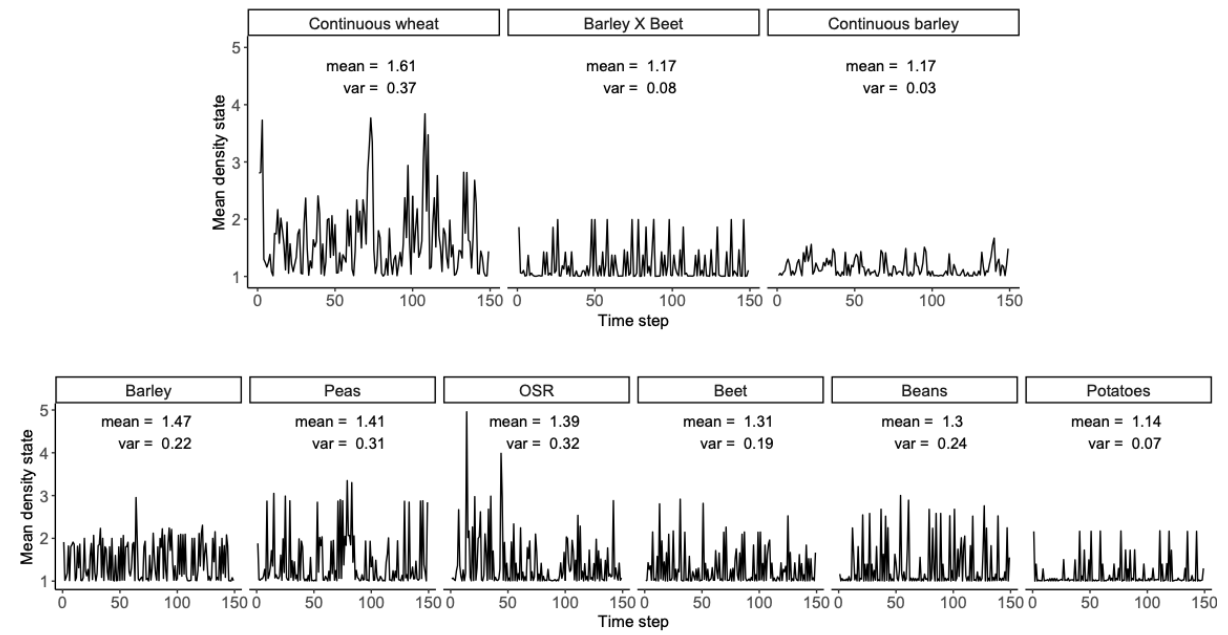 Continuous wheat Barley X Beet Continuous barley
mean = 1.61 mean = 1.17 mean = 1.17
var = 0.37 var = 0.08 var = 0.03
5
4
3
2
1
Mean density state
0 50 100 150 0 50 100 150 0 50 100 150
Time step
Barley Peas OSR Beet Beans Potatoes
mean = 1.47 mean = 1.41 mean = 1.39 mean = 1.31 mean = 1.3 mean = 1.14
var = 0.22 var = 0.31 var = 0.32 var = 0.19 var = 0.24 var = 0.07
5
4
3
2
1
Mean density state
0 50 100 150 0 50 100 150 0 50 100 150 0 50 100 150 0 50 100 150 0 50 100 150
Time step